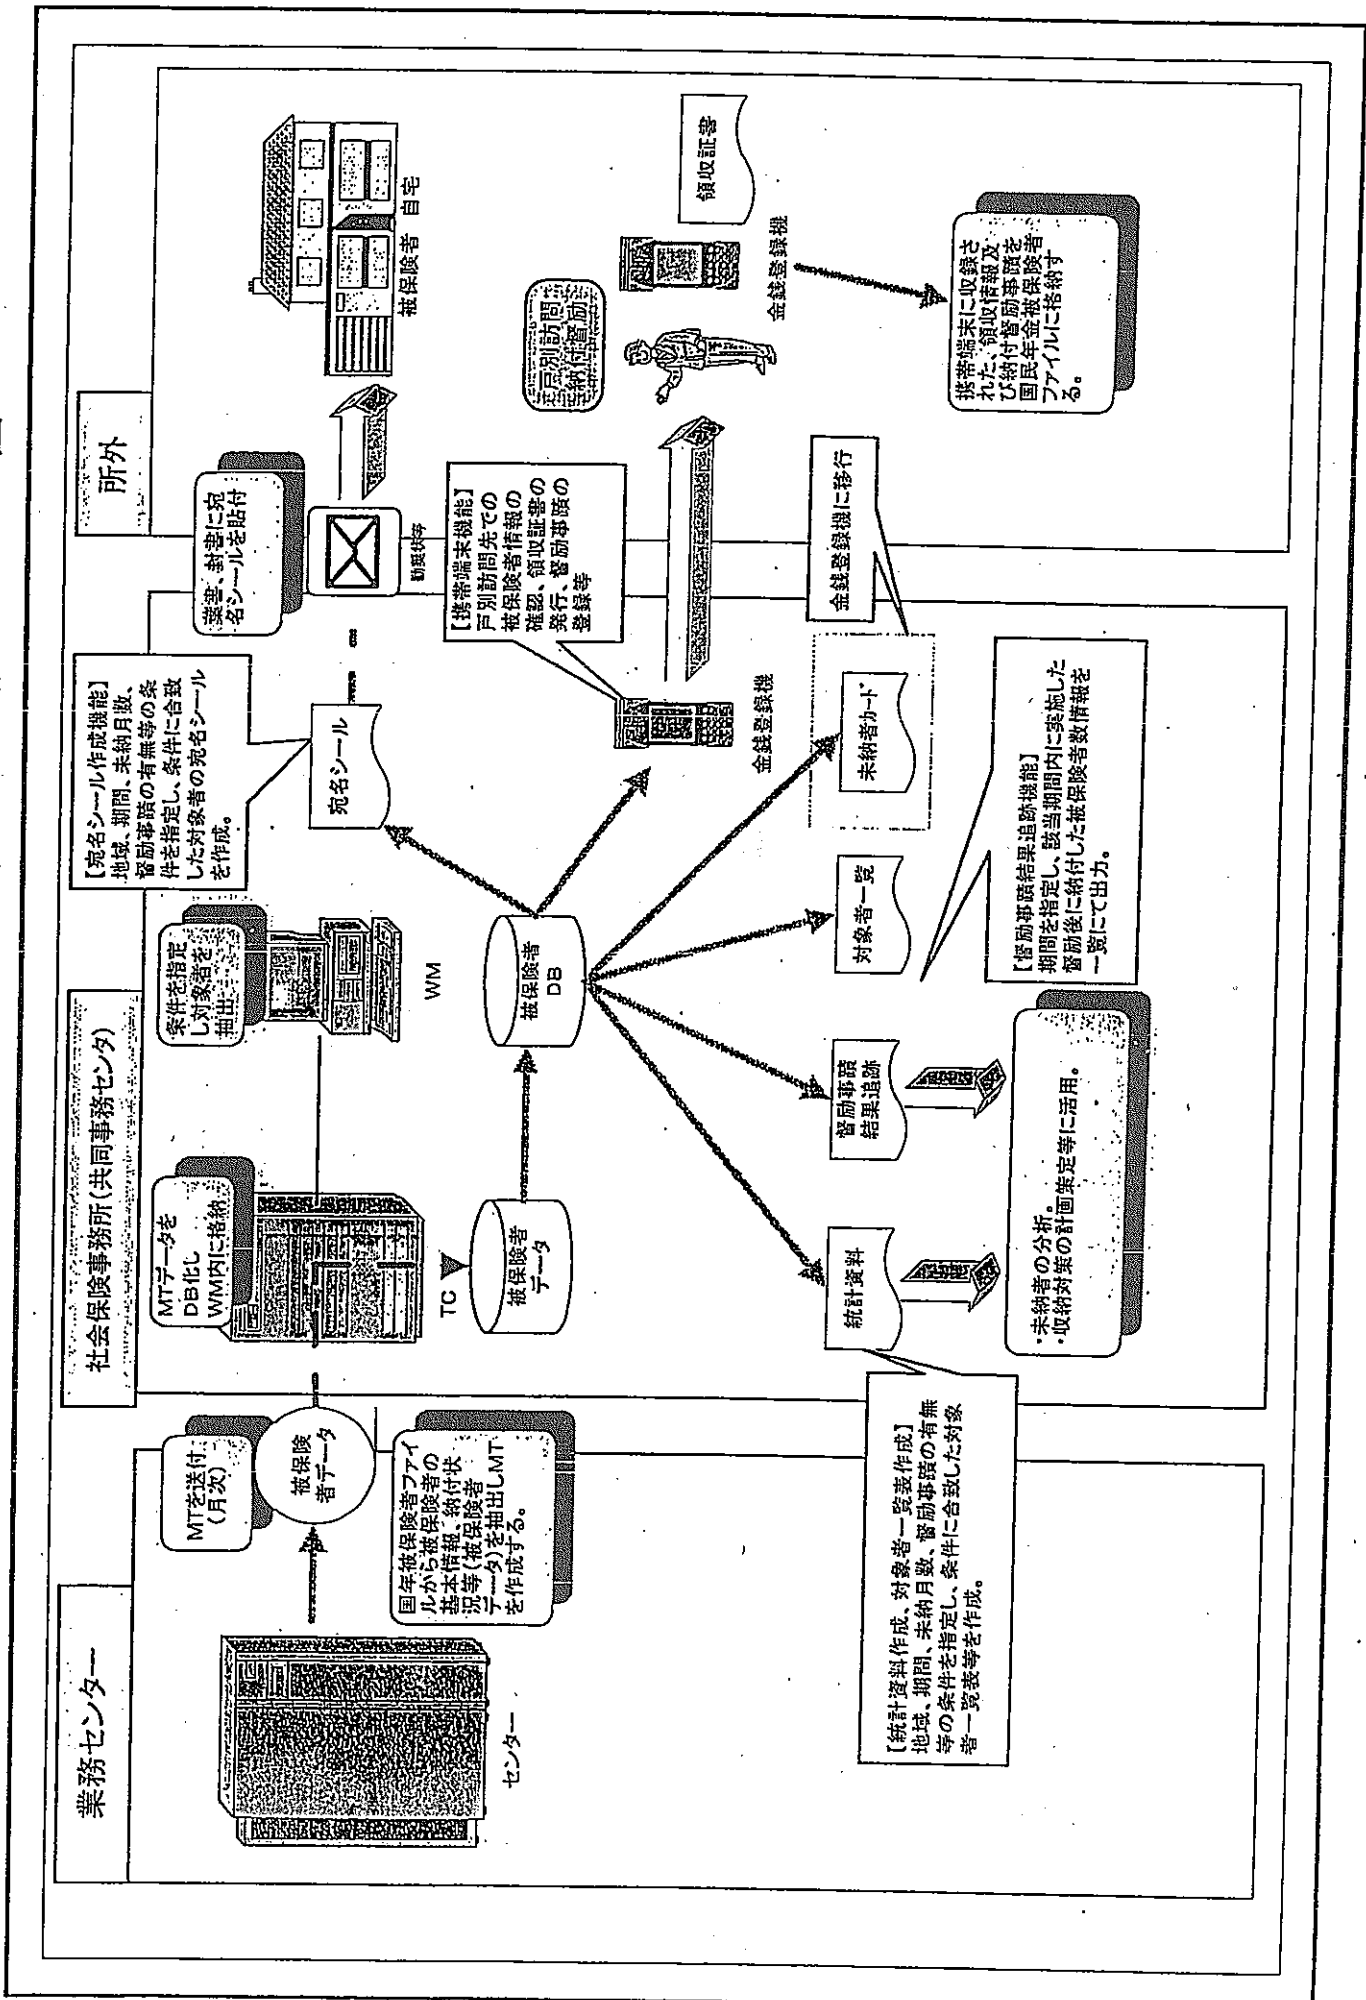 業務センター
MTを送付
(月次)
被保険
者データ
国年被保険者ファイ
ルから被保険者の
基本情報、納付状
況等(被保険者
データ)を抽出しMT
を作成する。
センター
【統計資料作成、対象者一覧表作成】
地域、期間、未納月数、督励事蹟の有無
等の条件を指定し、条件に合致した対象
者一覧表等を作成。
社会保険事務所(共同事務センタ)
MTデータを
DB化し
WM内に格納
TC
被保険者
データ
条件を指定
し対象者を
抽出
WM
被保険者
DB
【宛名シール作成機能】
地域、期間、未納月数、
督励事蹟の有無等の条
件を指定し、条件に合致
した対象者の宛名シール
を作成。
宛名シール
葉書、封書に宛
名シールを貼付
【携帯端末機能】
戸別訪問先での
被保険者情報の
確認、領収証書の
発行、督励事蹟の
登録等
金銭登録機
統計資料
督励事蹟
結果追跡
対象者一覧
未納者カード
金銭登録機に移行
【督励事蹟結果追跡機能】
期間を指定し、該当期間内に実施した
督励後に納付した被保険者数情報を
一覧にて出力。
・未納者の分析。
・収納対策の計画策定等に活用。
所外
被保険者 自宅
戸別訪問
納付督励
金銭登録機
領収証書
携帯端末に収録さ
れた、領収情報及
び納付督励事蹟を
国民年金被保険者
ファイルに格納す
る。